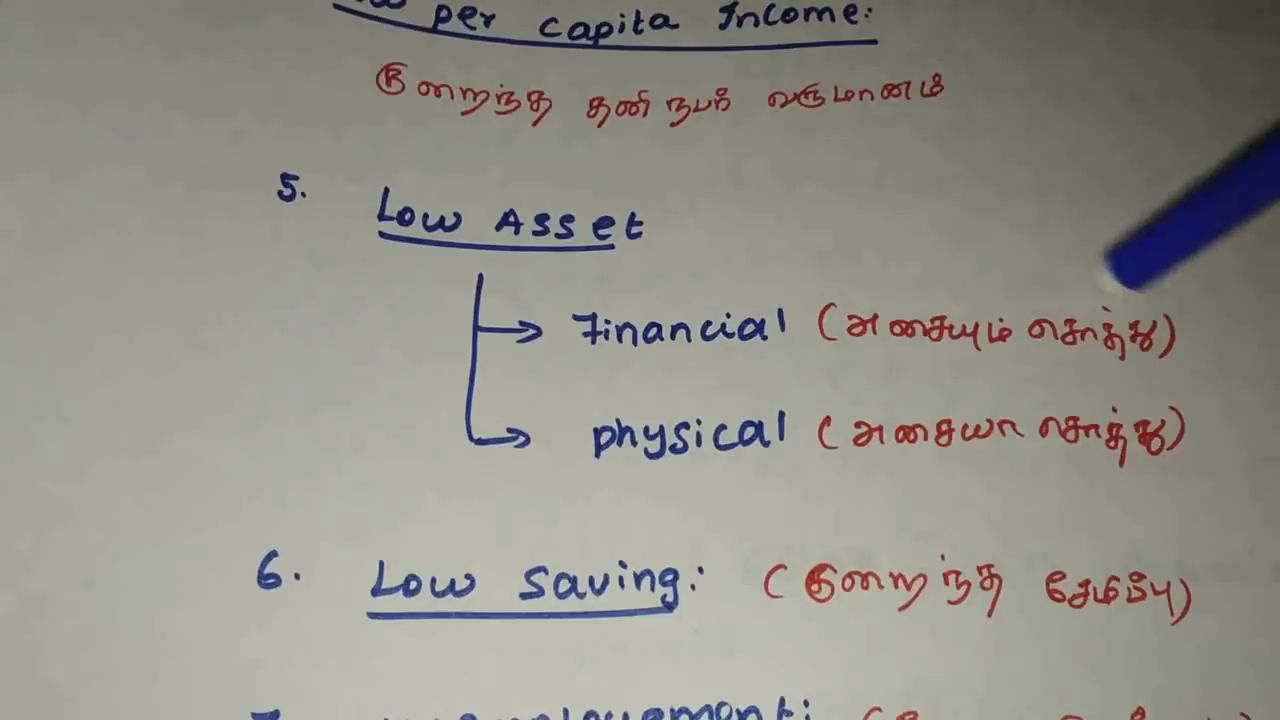 per capita Income:
குறைந்த தனி நபர் வருமானம்
5. Low Asset
Financial (அசையும் சொத்து)
physical (அசையா சொத்து)
6. Low saving: (குறைந்த சேமிப்பு)